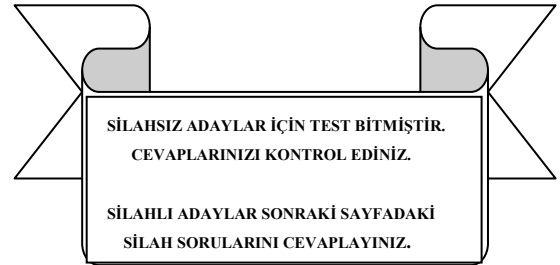 SİLAHSIZ ADAYLAR İÇİN TEST BİTMİŞTİR.
CEVAPLARINIZI KONTROL EDİNİZ.
SİLAHLI ADAYLAR SONRAKİ SAYFADAKİ
SİLAH SORULARINI CEVAPLAYINIZ.